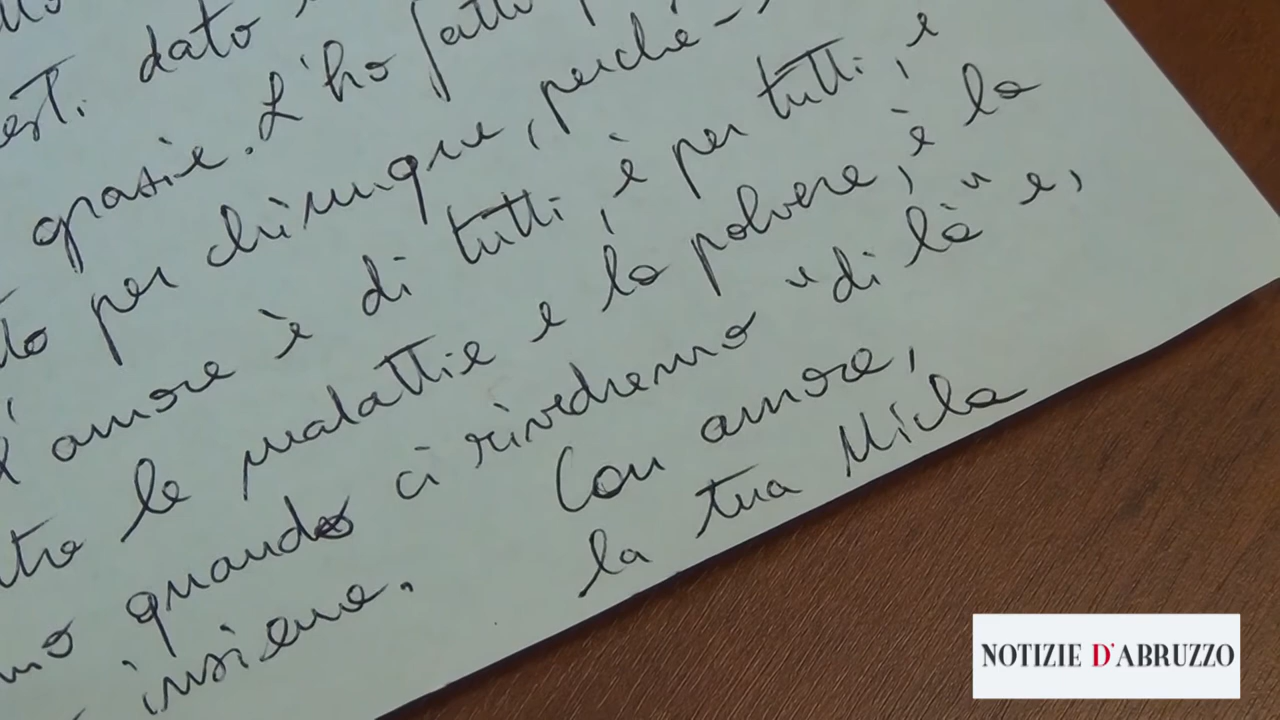 dato
grazie. L'ho fatto
per chiunque, perché
amore è di tutti, è per tutti, e
le malattie e la polvere, è la
quando ci rivedremo "di là" e,
insieme.
Con amore,
la tua Micla
NOTIZIE D'ABRUZZO